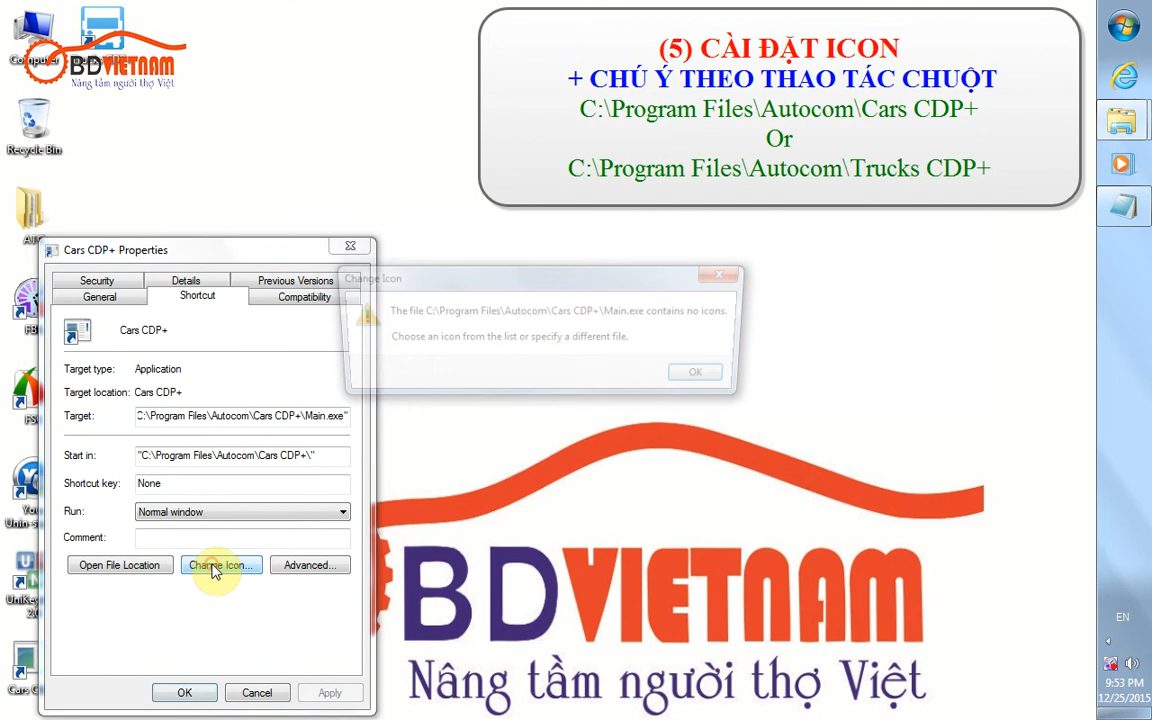 (5) CÀI ĐẶT ICON
+ CHÚ Ý THEO THAO TÁC CHUỘT
C:\Program Files\Autocom\Cars CDP+
Or
C:\Program Files\Autocom\Trucks CDP+
BDVIETNAM
Nâng tầm người thợ Việt
Recycle Bin
Cars CDP+ Properties
Security
Details
Previous Versions
General
Shortcut
Compatibility
Cars CDP+
Target type:
Application
Target location:
Cars CDP+
Target:
C:\Program Files\Autocom\Cars CDP+\Main.exe"
Start in:
"C:\Program Files\Autocom\Cars CDP+\"
Shortcut key:
None
Run:
Normal window
Comment:
Open File Location
Change Icon...
Advanced...
OK
Cancel
Apply
Change Icon
The file C:\Program Files\Autocom\Cars CDP+\Main.exe contains no icons.
Choose an icon from the list or specify a different file.
OK
BDVIETNAM
Nâng tầm người thợ Việt
EN
9:53 PM
12/25/2015